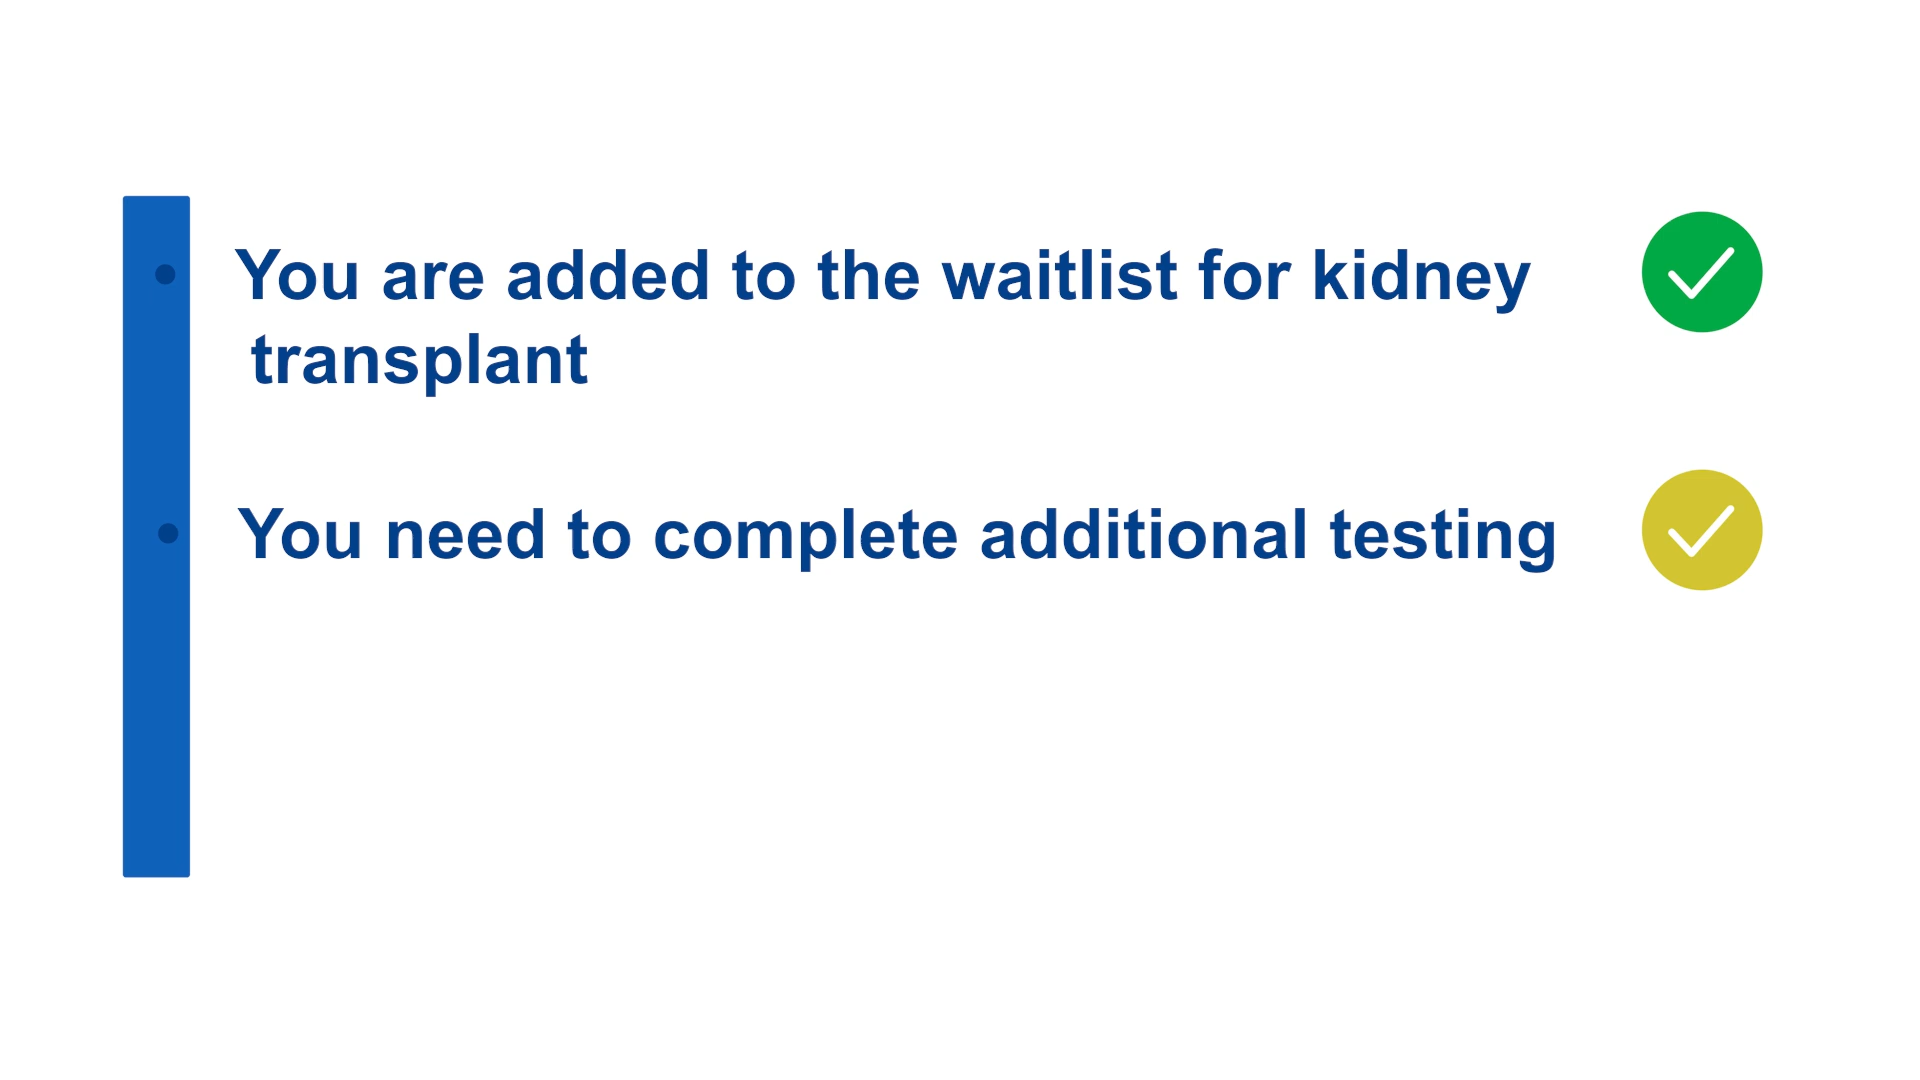 You are added to the waitlist for kidney
transplant
You need to complete additional testing